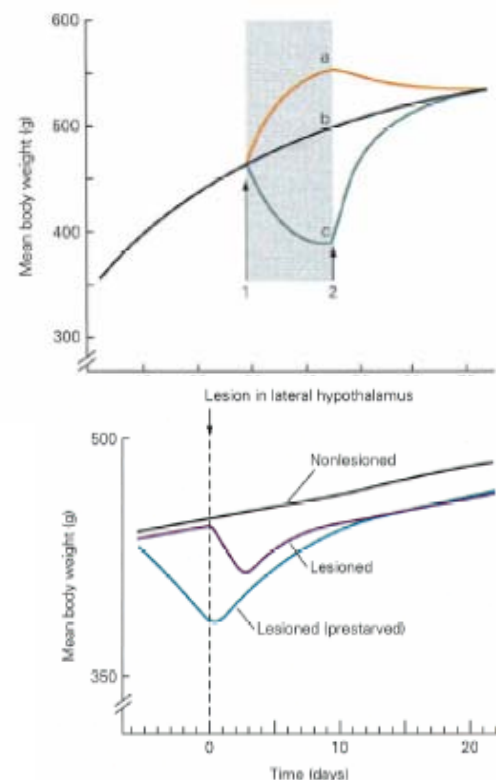 600
a
Mean body weight (g)
600
b
400
c
1
2
300
Lesion in lateral hypothalamus
500
Nonlesioned
Mean body weight (g)
Lesioned
Lesioned (prestarved)
350
0
10
20
Time (days)